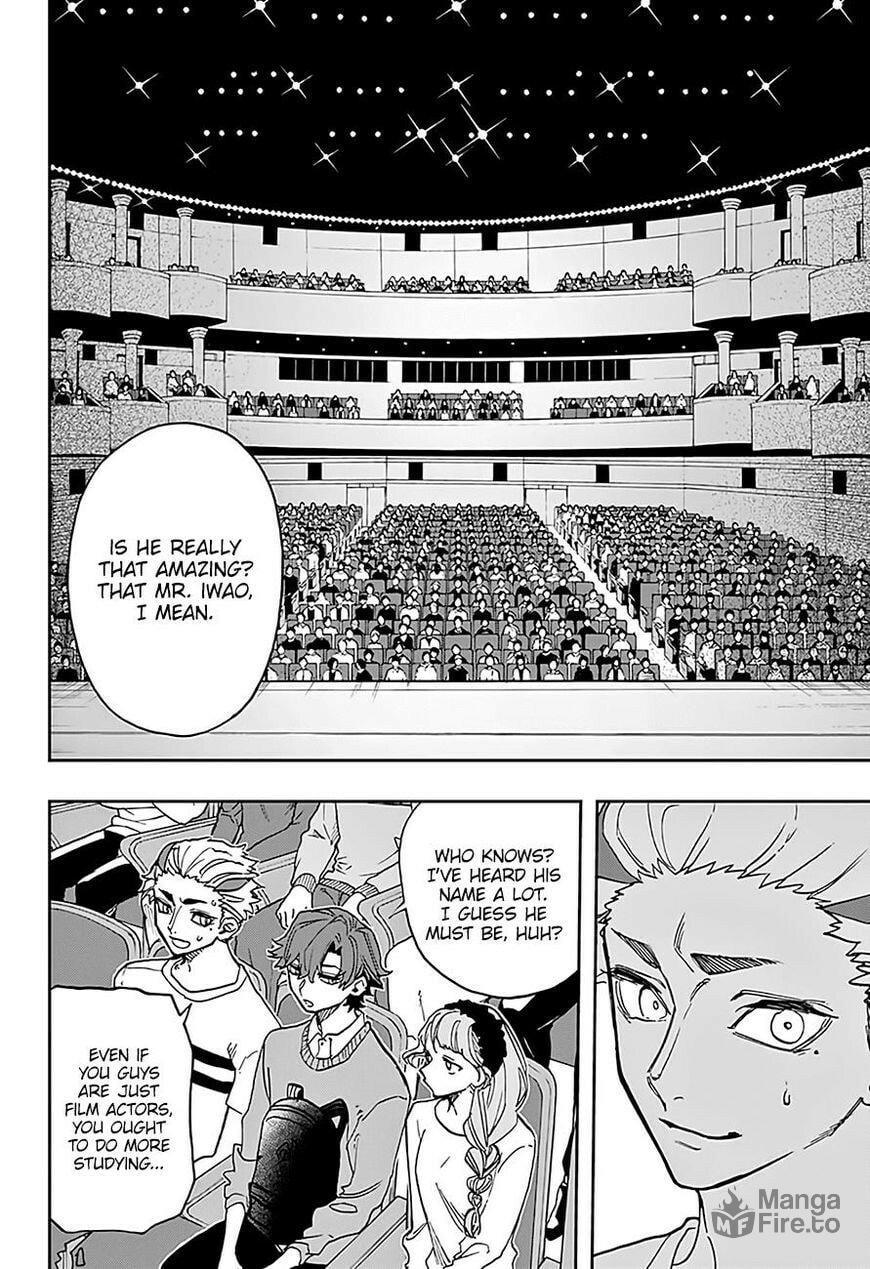 IS HE REALLY
THAT AMAZING?
THAT MR. IWAO,
I MEAN.
WHO KNOWS?
I'VE HEARD HIS
NAME A LOT.
I GUESS HE
MUST BE, HUH?
EVEN IF
YOU GUYS
ARE JUST
FILM ACTORS,
YOU OUGHT
TO DO MORE
STUDYING...
MF
Manga
Fire.to